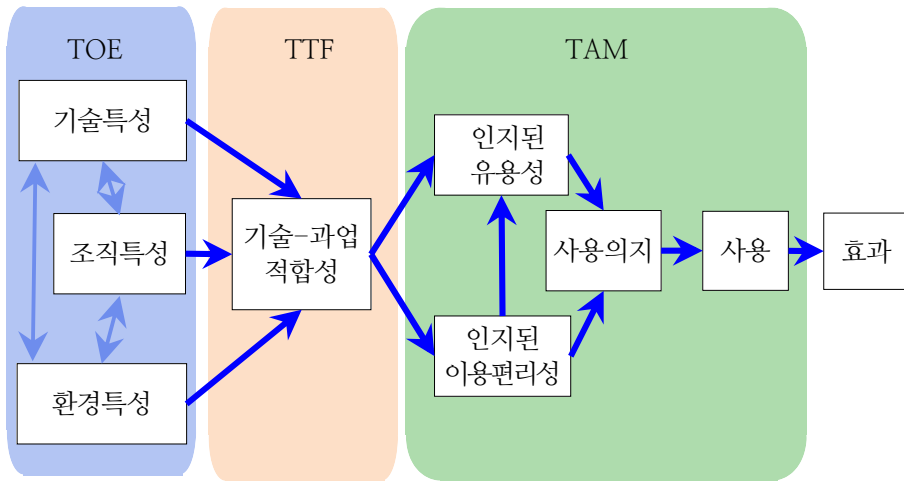 TOE
TTF
TAM
기술특성
조직특성
환경특성
기술-과업
적합성
인지된
유용성
인지된
이용편리성
사용의지
사용
효과